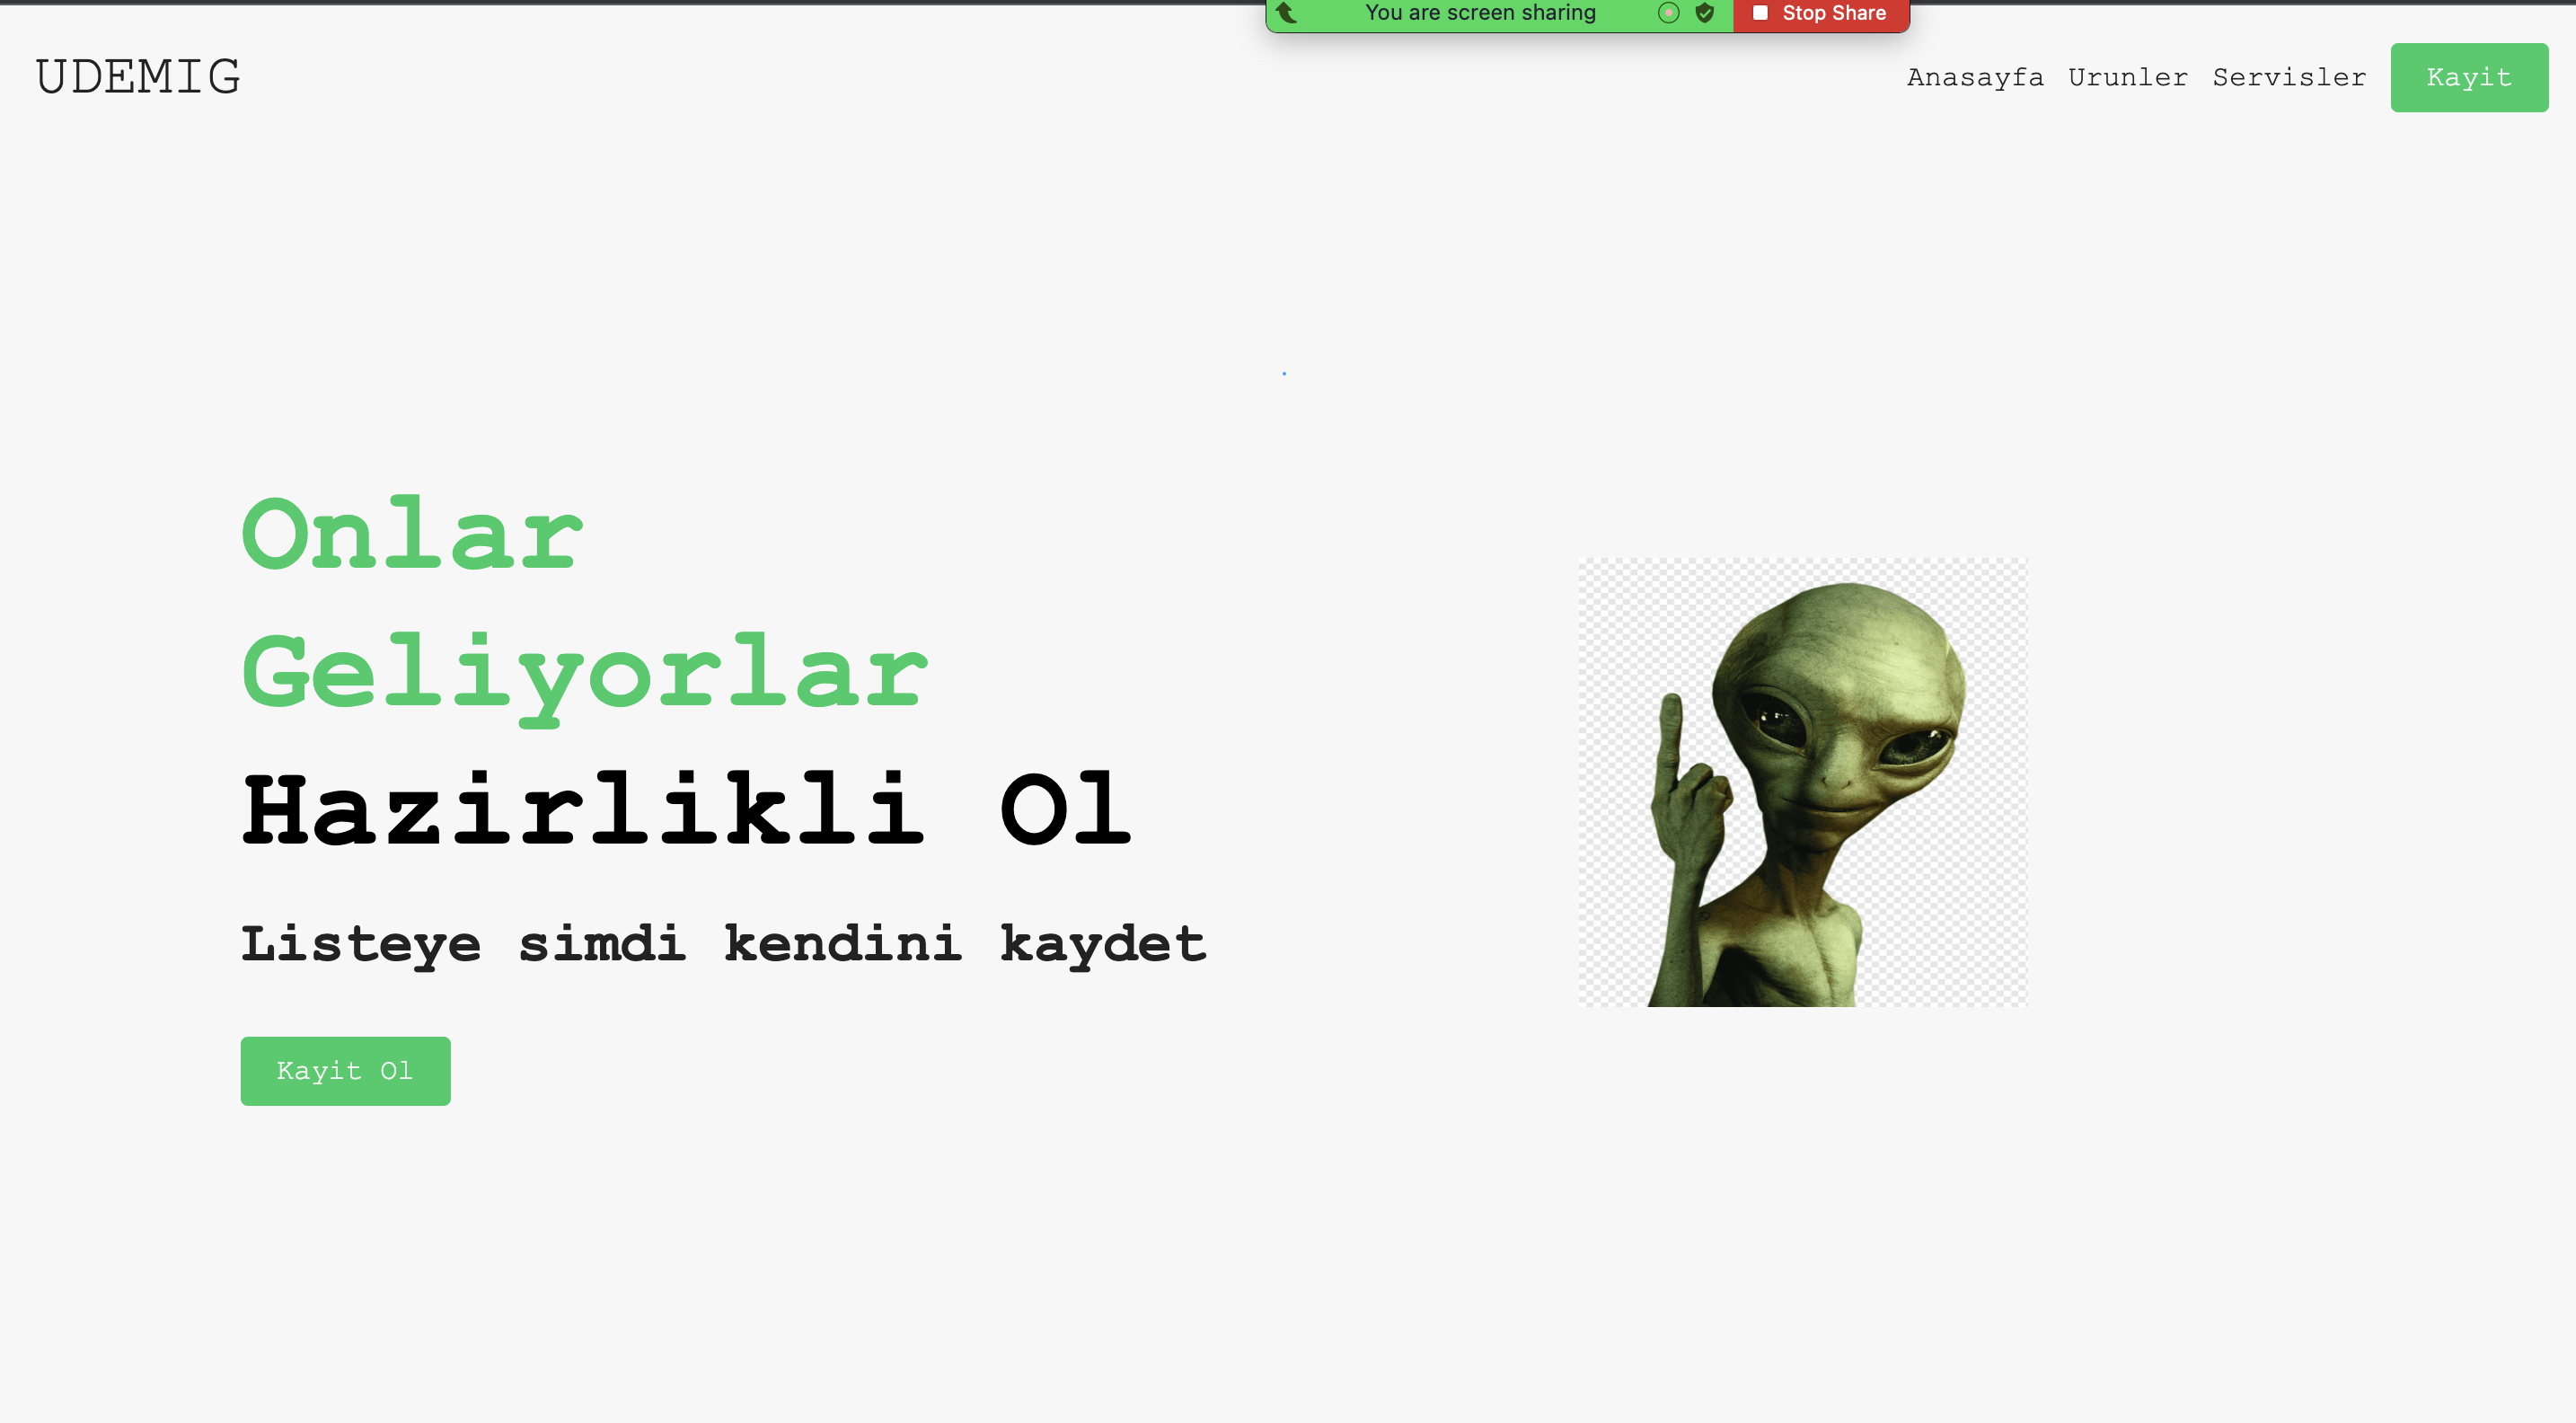 You are screen sharing Stop Share
UDEMIG
Anasayfa Urunler Servisler Kayit
Onlar
Geliyorlar
Hazirlikli Ol
Listeye simdi kendini kaydet
Kayit Ol